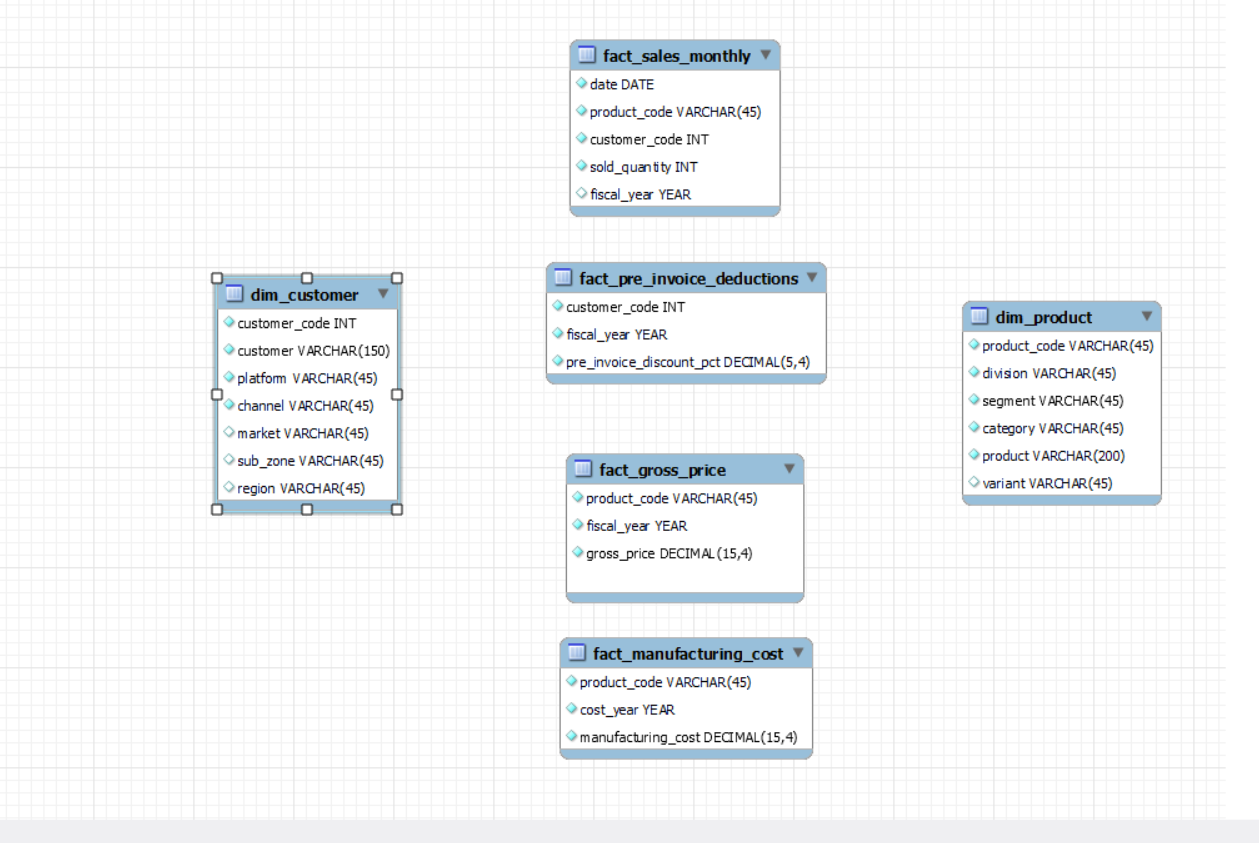 fact_sales_monthly
date DATE
product_code VARCHAR(45)
customer_code INT
sold_quantity INT
fiscal_year YEAR
dim_customer
customer_code INT
customer VARCHAR(150)
platform VARCHAR(45)
channel VARCHAR(45)
market VARCHAR(45)
sub_zone VARCHAR(45)
region VARCHAR(45)
fact_pre_invoice_deductions
customer_code INT
fiscal_year YEAR
pre_invoice_discount_pct DECIMAL(5,4)
dim_product
product_code VARCHAR(45)
division VARCHAR(45)
segment VARCHAR(45)
category VARCHAR(45)
product VARCHAR(200)
variant VARCHAR(45)
fact_gross_price
product_code VARCHAR(45)
fiscal_year YEAR
gross_price DECIMAL(15,4)
fact_manufacturing_cost
product_code VARCHAR(45)
cost_year YEAR
manufacturing_cost DECIMAL(15,4)